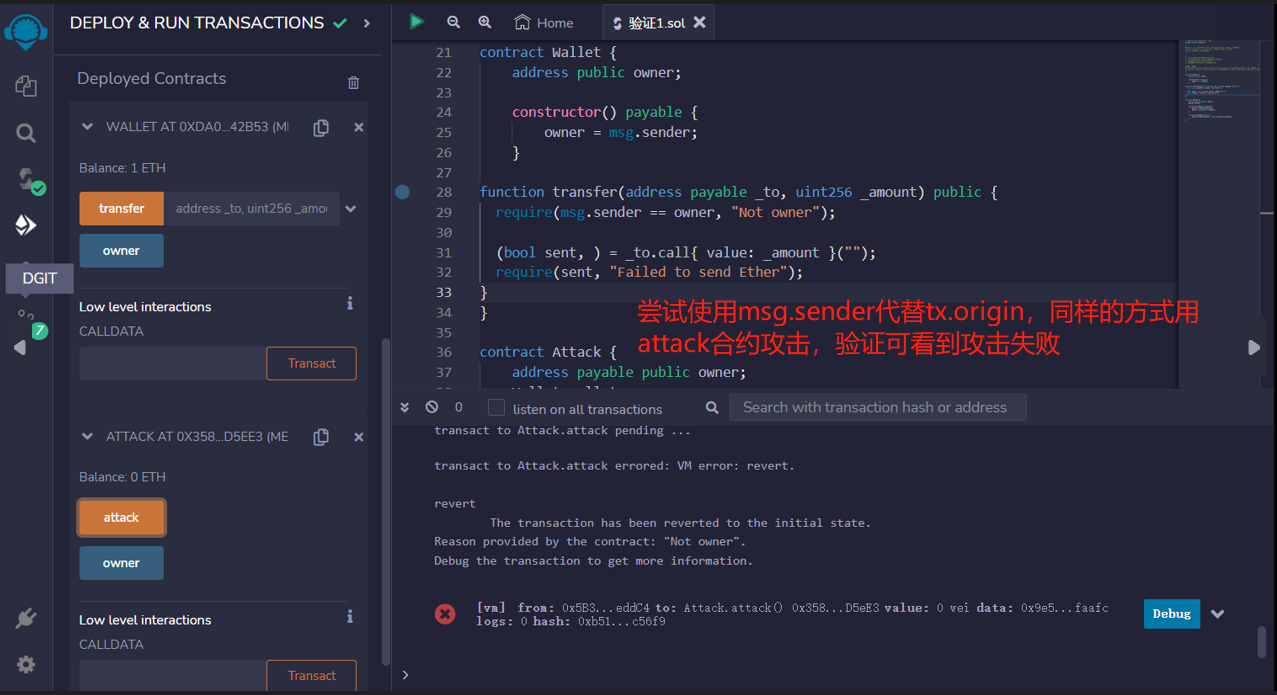 DEPLOY & RUN TRANSACTIONS
Deployed Contracts
WALLET AT 0XDA0...42B53 (MI
Balance: 1 ETH
transfer
address _to, uint256 _amou
owner
DGIT
Low level interactions
CALLDATA
7
Transact
ATTACK AT 0X358...D5EE3 (ME
Balance: 0 ETH
attack
owner
Low level interactions
CALLDATA
Transact
Home
验证1.sol
21 contract Wallet {
22 address public owner;
23
24 constructor() payable {
25 owner = msg.sender;
26 }
27
28 function transfer(address payable _to, uint256 _amount) public {
29 require(msg.sender == owner, "Not owner");
30
31 (bool sent, ) = _to.call{ value: _amount }("");
32 require(sent, "Failed to send Ether");
33 }
34 }
35
36 contract Attack {
37 address payable public owner;
尝试使用msg.sender代替tx.origin，同样的方式用
attack合约攻击，验证可看到攻击失败
0
listen on all transactions
Search with transaction hash or address
transact to Attack.attack pending ...
transact to Attack.attack errored: VM error: revert.
revert
The transaction has been reverted to the initial state.
Reason provided by the contract: "Not owner".
Debug the transaction to get more information.
[vm] from: 0x5B3...eddC4 to: Attack.attack() 0x358...D5eE3 value: 0 wei data: 0x9e5...faafc
logs: 0 hash: 0xb51...c56f9
Debug
>